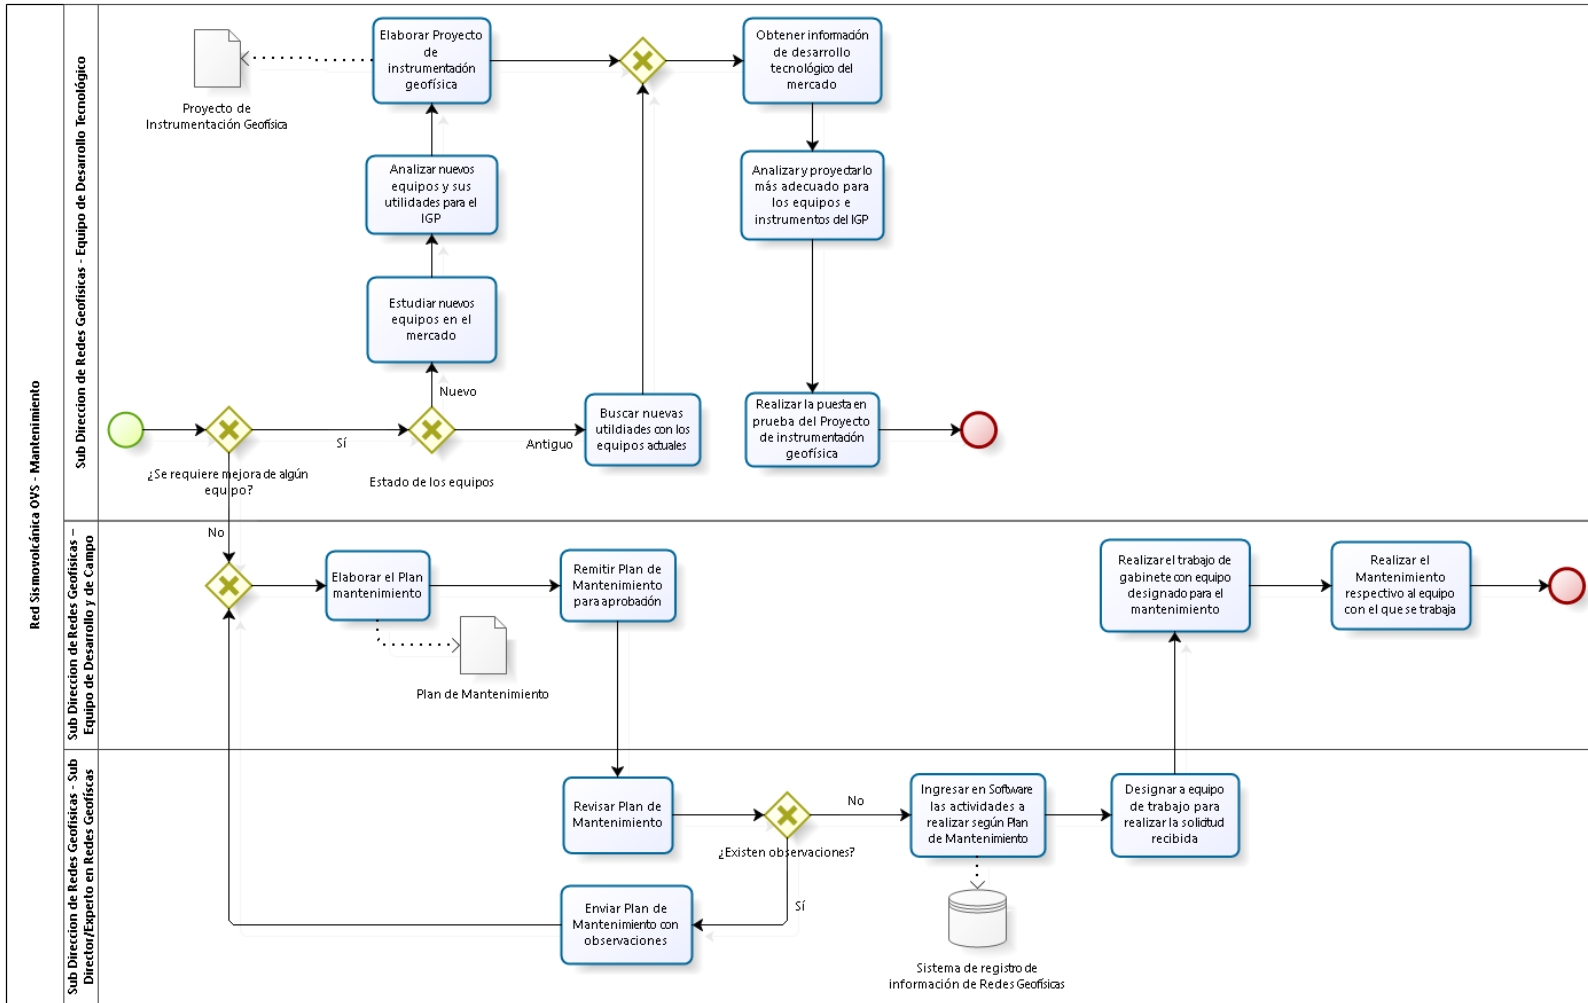 Red Sismovolcánica OVS - Mantenimiento
Sub Direccion de Redes Geofisicas - Equipo de Desarrollo Tecnológico
Proyecto de
Instrumentación Geofísica
Elaborar Proyecto
de
instrumentación
geofísica
Obtener información
de desarrollo
tecnológico del
mercado
Analizar nuevos
equipos y sus
utilidades para el
IGP
Analizar y proyectar lo
más adecuado para
los equipos e
instrumentos del IGP
Estudiar nuevos
equipos en el
mercado
Nuevo
¿Se requiere mejora de algún
equipo?
Sí
Estado de los equipos
Antiguo
Buscar nuevas
utildiades con los
equipos actuales
Realizar la puesta en
prueba del Proyecto
de instrumentación
geofísica
No
Sub Direccion de Redes Geofísicas –
Equipo de Desarrollo y de Campo
Elaborar el Plan
mantenimiento
Remitir Plan de
Mantenimiento
para aprobación
Plan de Mantenimiento
Realizar el trabajo de
gabinete con equipo
designado para el
mantenimiento
Realizar el
Mantenimiento
respectivo al equipo
con el que se trabaja
Sub Direccion de Redes Geofisicas - Sub
Director/Experto en Redes Geofíscas
Revisar Plan de
Mantenimiento
¿Existen observaciones?
No
Sí
Ingresar en Software
las actividades a
realizar según Plan
de Mantenimiento
Designar a equipo
de trabajo para
realizar la solicitud
recibida
Enviar Plan de
Mantenimiento con
observaciones
Sistema de registro de
información de Redes Geofísicas